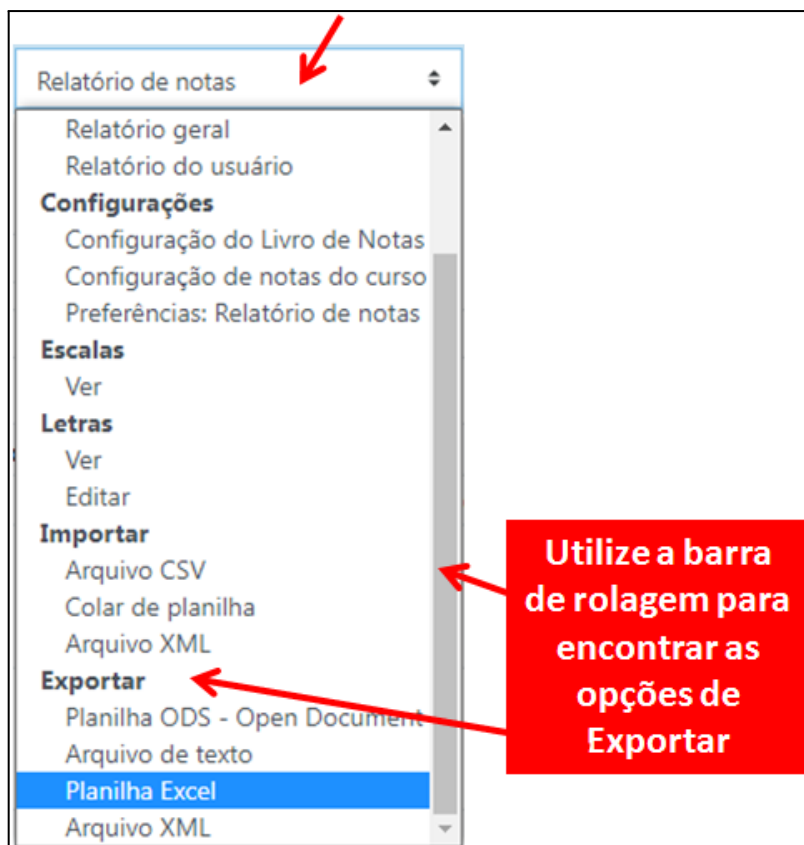 Relatório de notas
Relatório geral
Relatório do usuário
Configurações
Configuração do Livro de Notas
Configuração de notas do curso
Preferências: Relatório de notas
Escalas
Ver
Letras
Ver
Editar
Importar
Arquivo CSV
Colar de planilha
Arquivo XML
Exportar
Planilha ODS - Open Document
Arquivo de texto
Planilha Excel
Arquivo XML
Utilize a barra
de rolagem para
encontrar as
opções de
Exportar